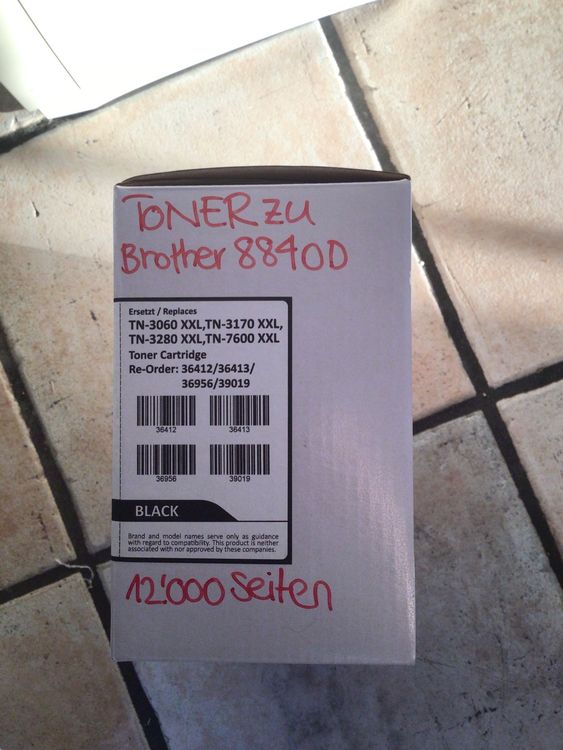 TONER ZU
Brother 8840D
Ersetzt / Replaces
TN-3060 XXL,TN-3170 XXL,
TN-3280 XXL,TN-7600 XXL
Toner Cartridge
Re-Order: 36412/36413/
36956/39019
36412 36413
36956 39019
BLACK
Brand and model names serve only as guidance
with regard to compatibility. This product is neither
associated with nor approved by these companies.
12'000 Seiten